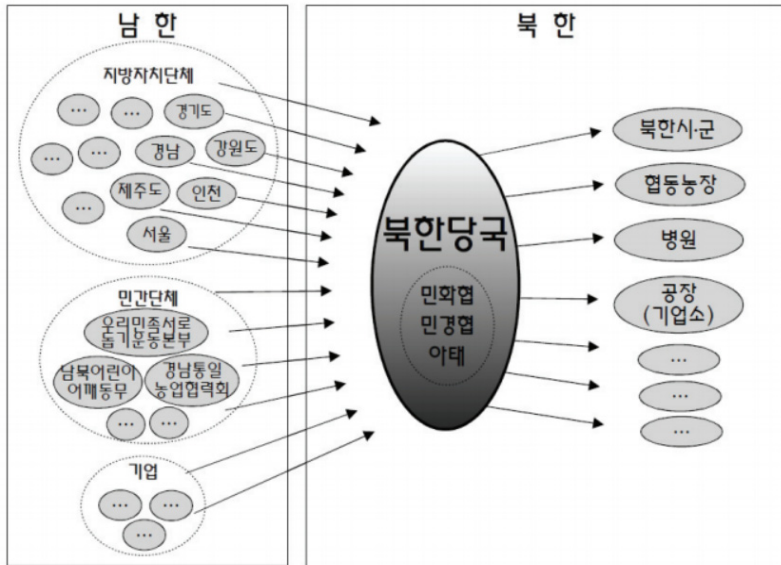 남 한
북 한
지방자치단체
…
…
경기도
…
…
경남
강원도
…
제주도
인천
서울
민간단체
우리민족서로
돕기운동본부
남북어린이
어깨동무
경남통일
농업협력회
…
…
기업
…
…
…
북한당국
민화협
민경협
아태
북한시·군
협동농장
병원
공장
(기업소)
…
…
…